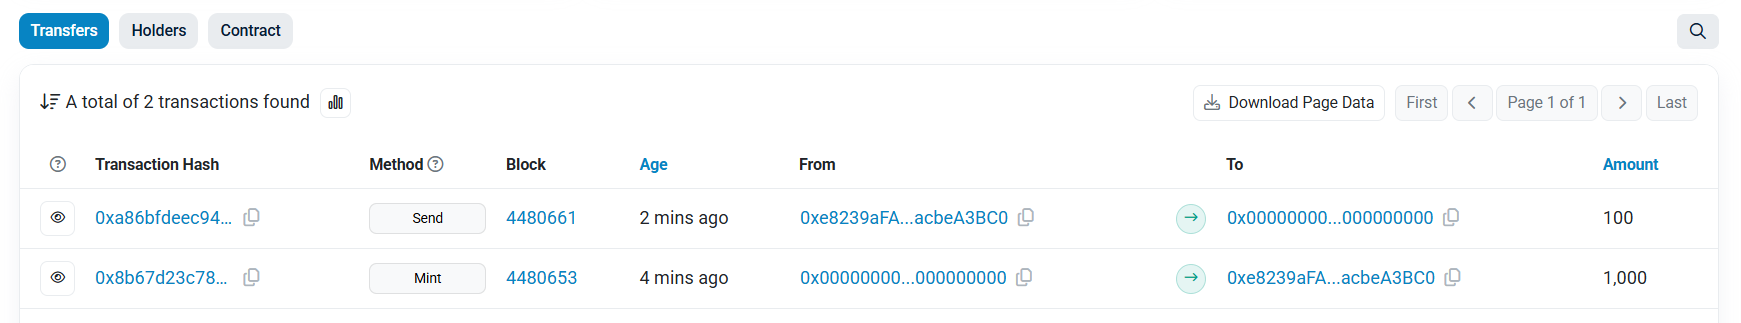 Transfers Holders Contract
A total of 2 transactions found Download Page Data First Page 1 of 1 Last
Transaction Hash Method Block Age From To Amount
0xa86bfdeec94... Send 4480661 2 mins ago 0xe8239aFA...acbeA3BC0 0x00000000...000000000 100
0x8b67d23c78... Mint 4480653 4 mins ago 0x00000000...000000000 0xe8239aFA...acbeA3BC0 1,000